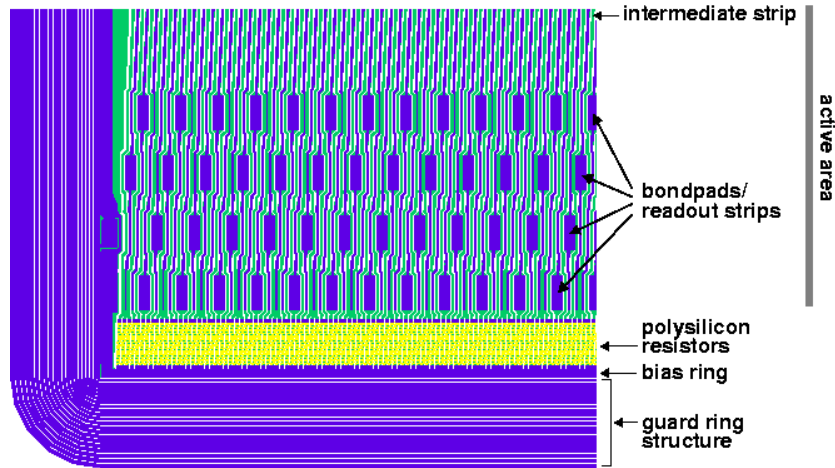 intermediate strip
active area
bondpads/
readout strips
polysilicon
resistors
bias ring
guard ring
structure